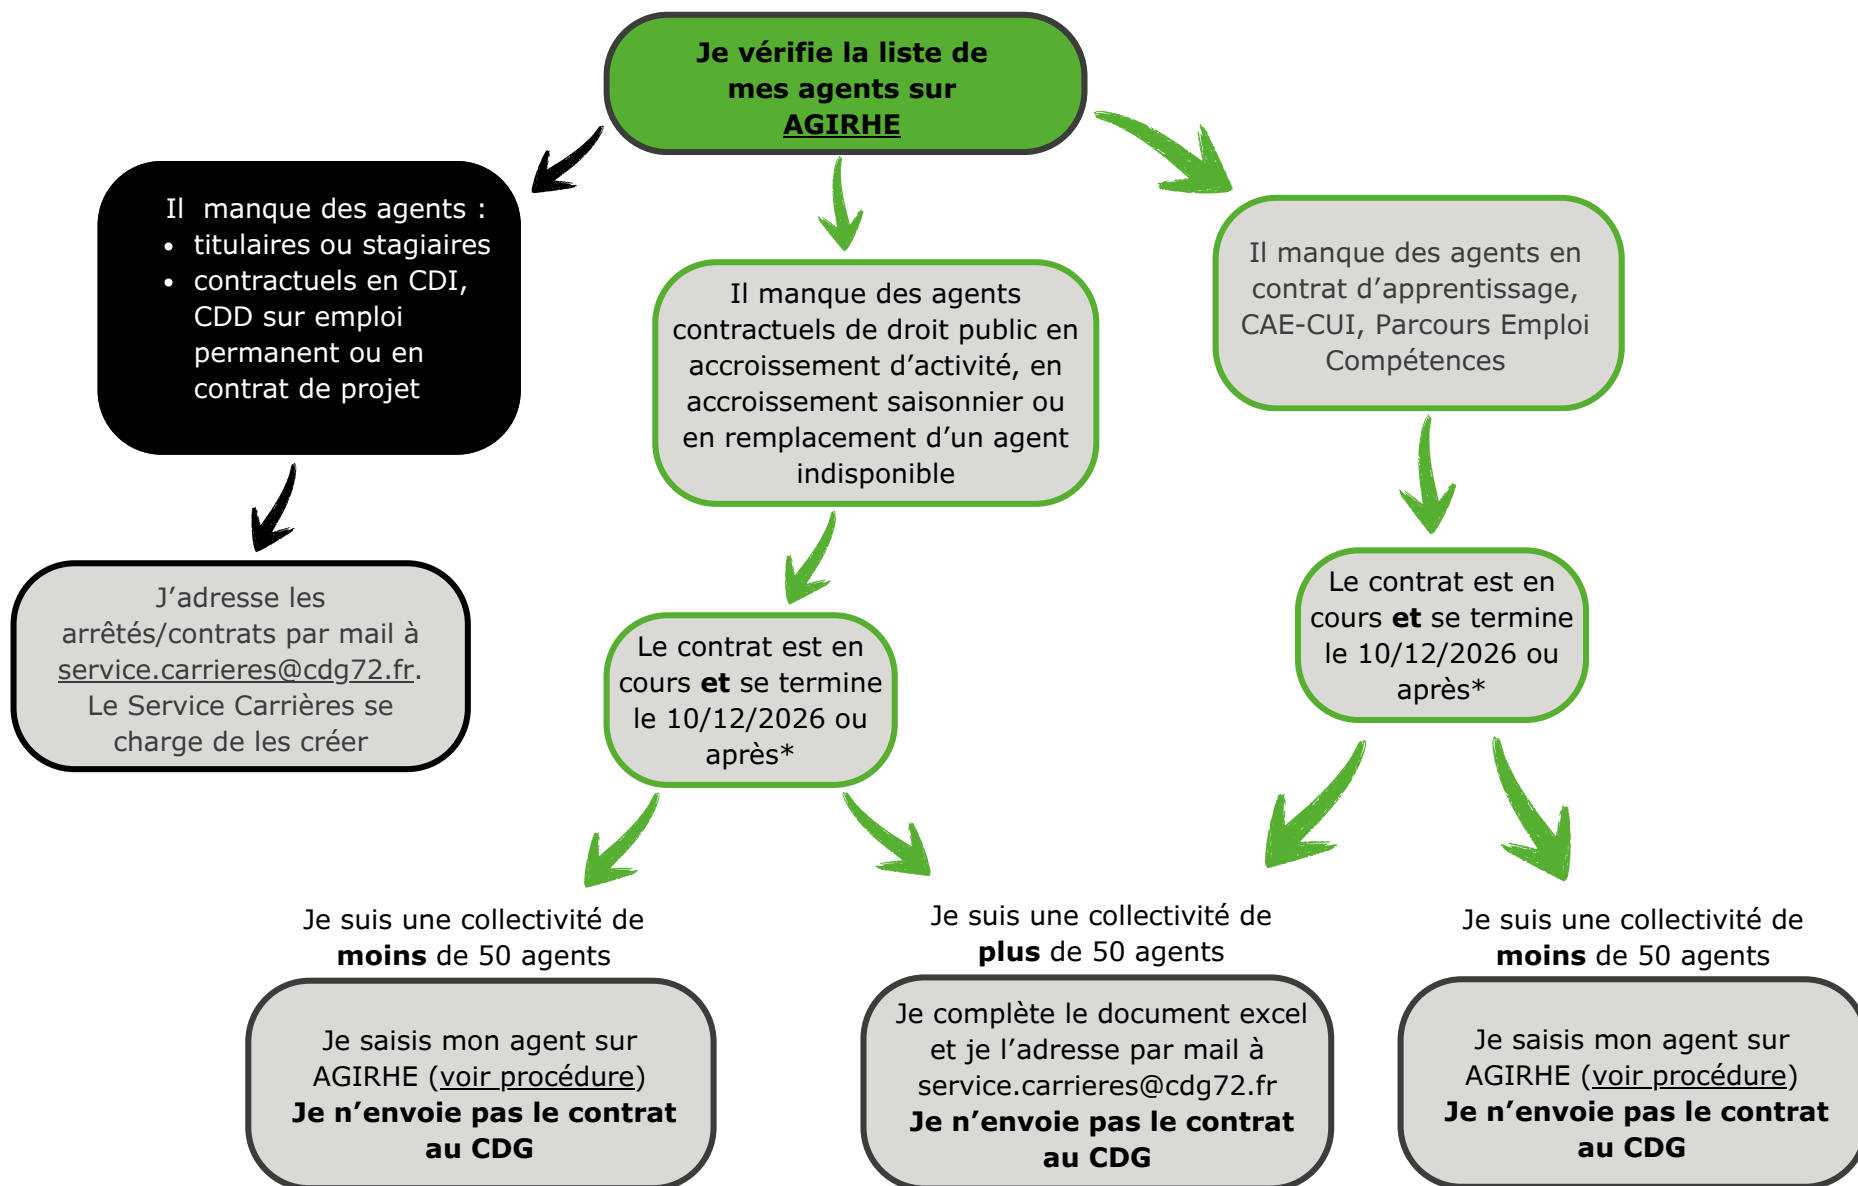 Je vérifie la liste de
mes agents sur
AGIRHE
Il  manque des agents :
• titulaires ou stagiaires
• contractuels en CDI,
CDD sur emploi
permanent ou en
contrat de projet
Il manque des agents
contractuels de droit public en
accroissement d’activité, en
accroissement saisonnier ou
en remplacement d’un agent
indisponible
Il manque des agents en
contrat d’apprentissage,
CAE-CUI, Parcours Emploi
Compétences
J’adresse les
arrêtés/contrats par mail à
service.carrieres@cdg72.fr.
Le Service Carrières se
charge de les créer
Le contrat est en
cours et se termine
le 10/12/2026 ou
après*
Le contrat est en
cours et se termine
le 10/12/2026 ou
après*
Je suis une collectivité de
moins de 50 agents
Je saisis mon agent sur
AGIRHE (voir procédure)
Je n’envoie pas le contrat
au CDG
Je suis une collectivité de
plus de 50 agents
Je complète le document excel
et je l’adresse par mail à
service.carrieres@cdg72.fr
Je n’envoie pas le contrat
au CDG
Je suis une collectivité de
moins de 50 agents
Je saisis mon agent sur
AGIRHE (voir procédure)
Je n’envoie pas le contrat
au CDG